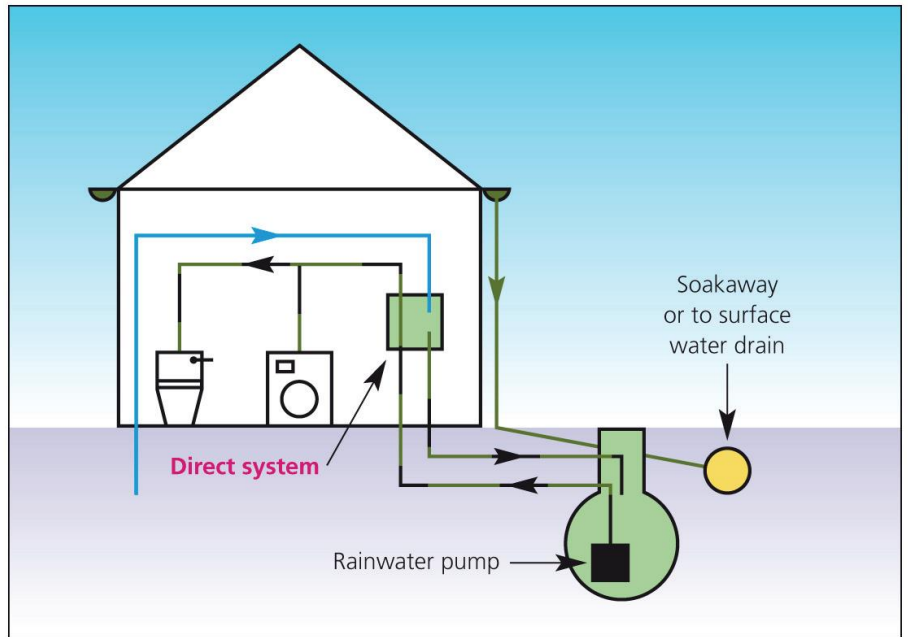 Soakaway
or to surface
water drain
Direct system
Rainwater pump